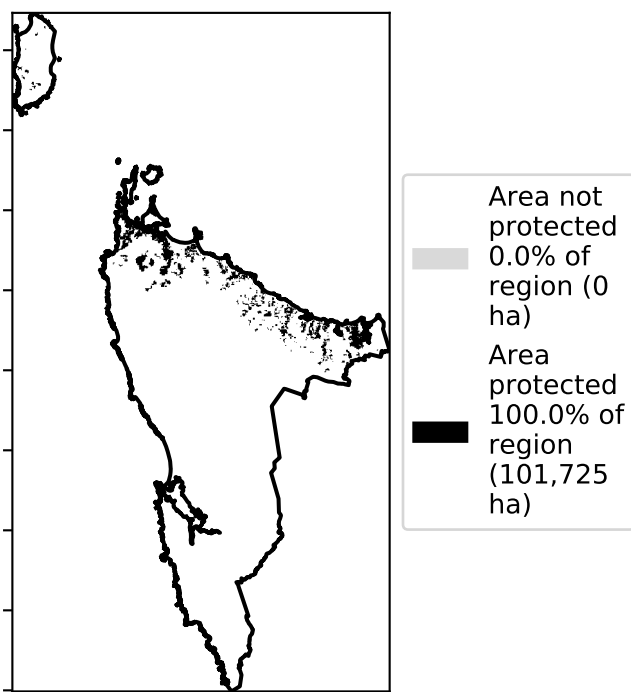 Area not
protected
0.0% of
region (0
ha)
Area
protected
100.0% of
region
(101,725
ha)